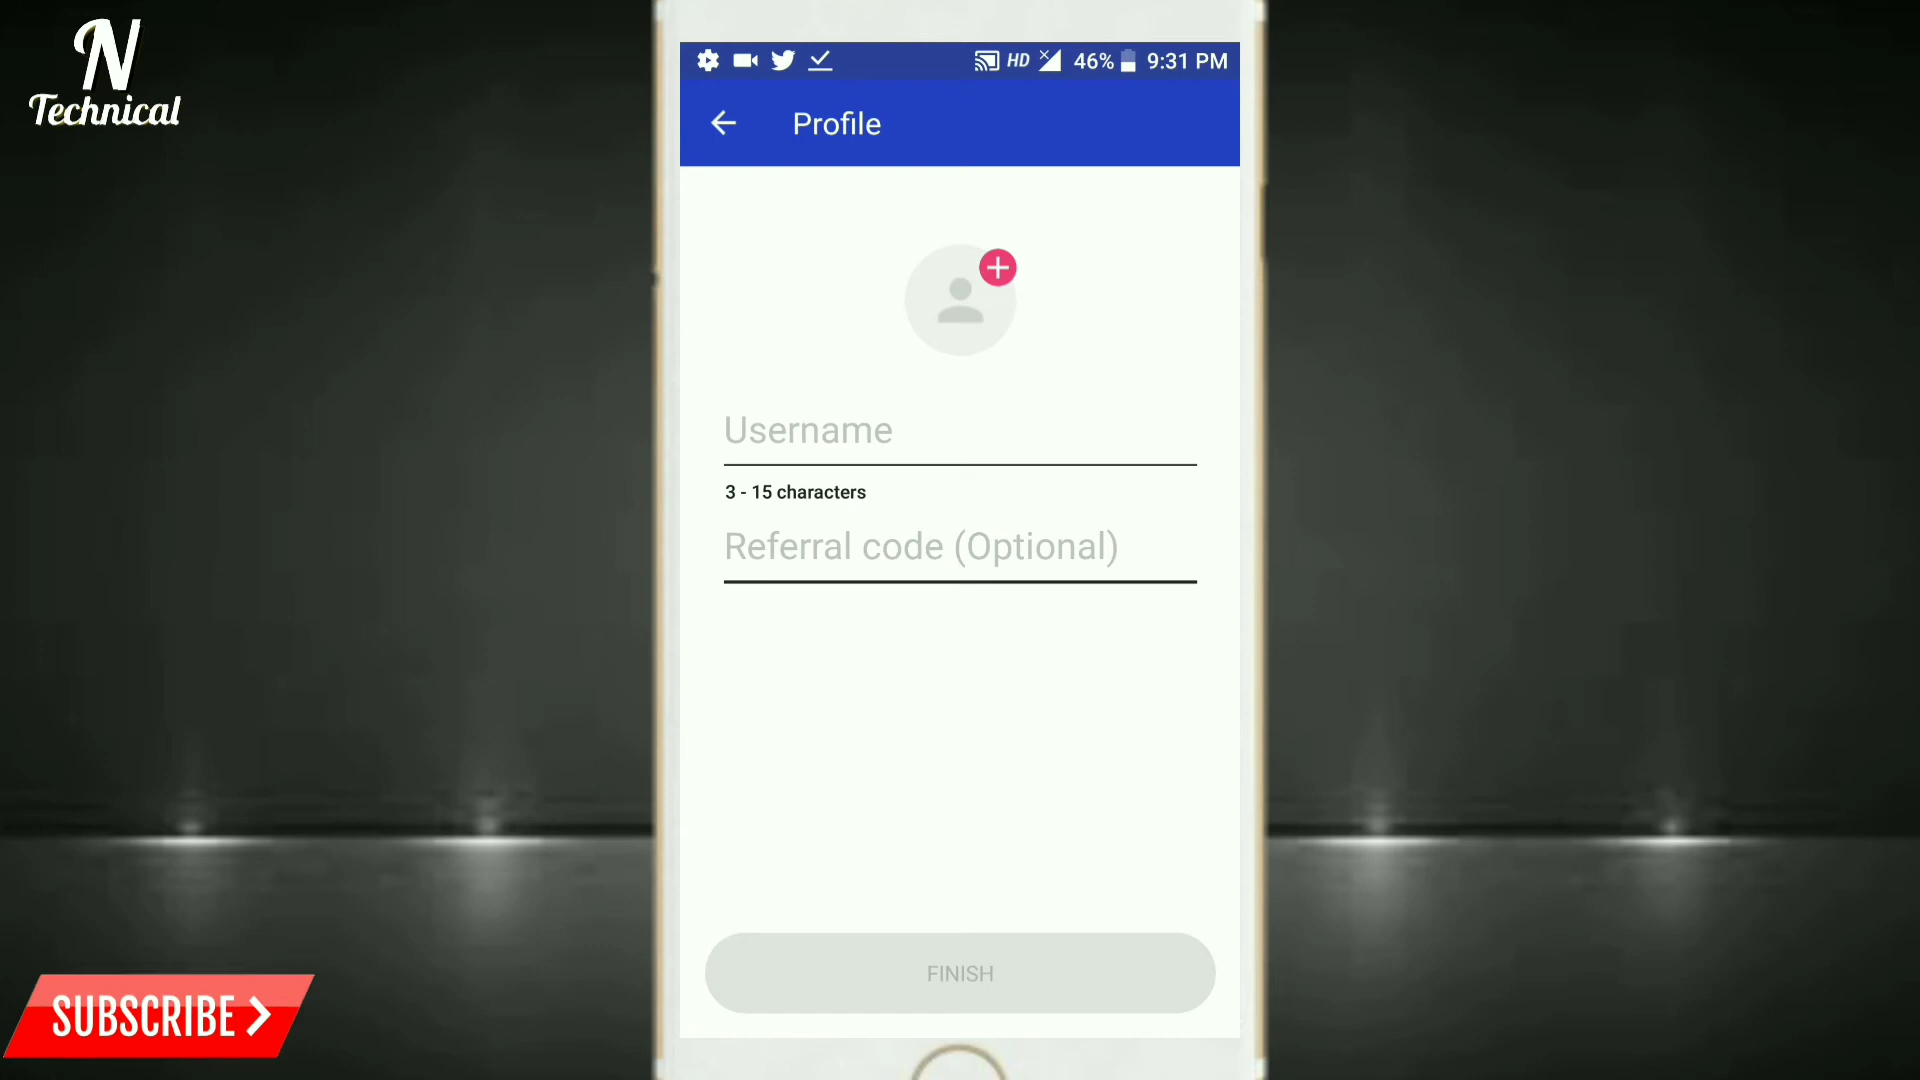 N
Technical
HD 46% 9:31 PM
Profile
Username
3 - 15 characters
Referral code (Optional)
FINISH
SUBSCRIBE